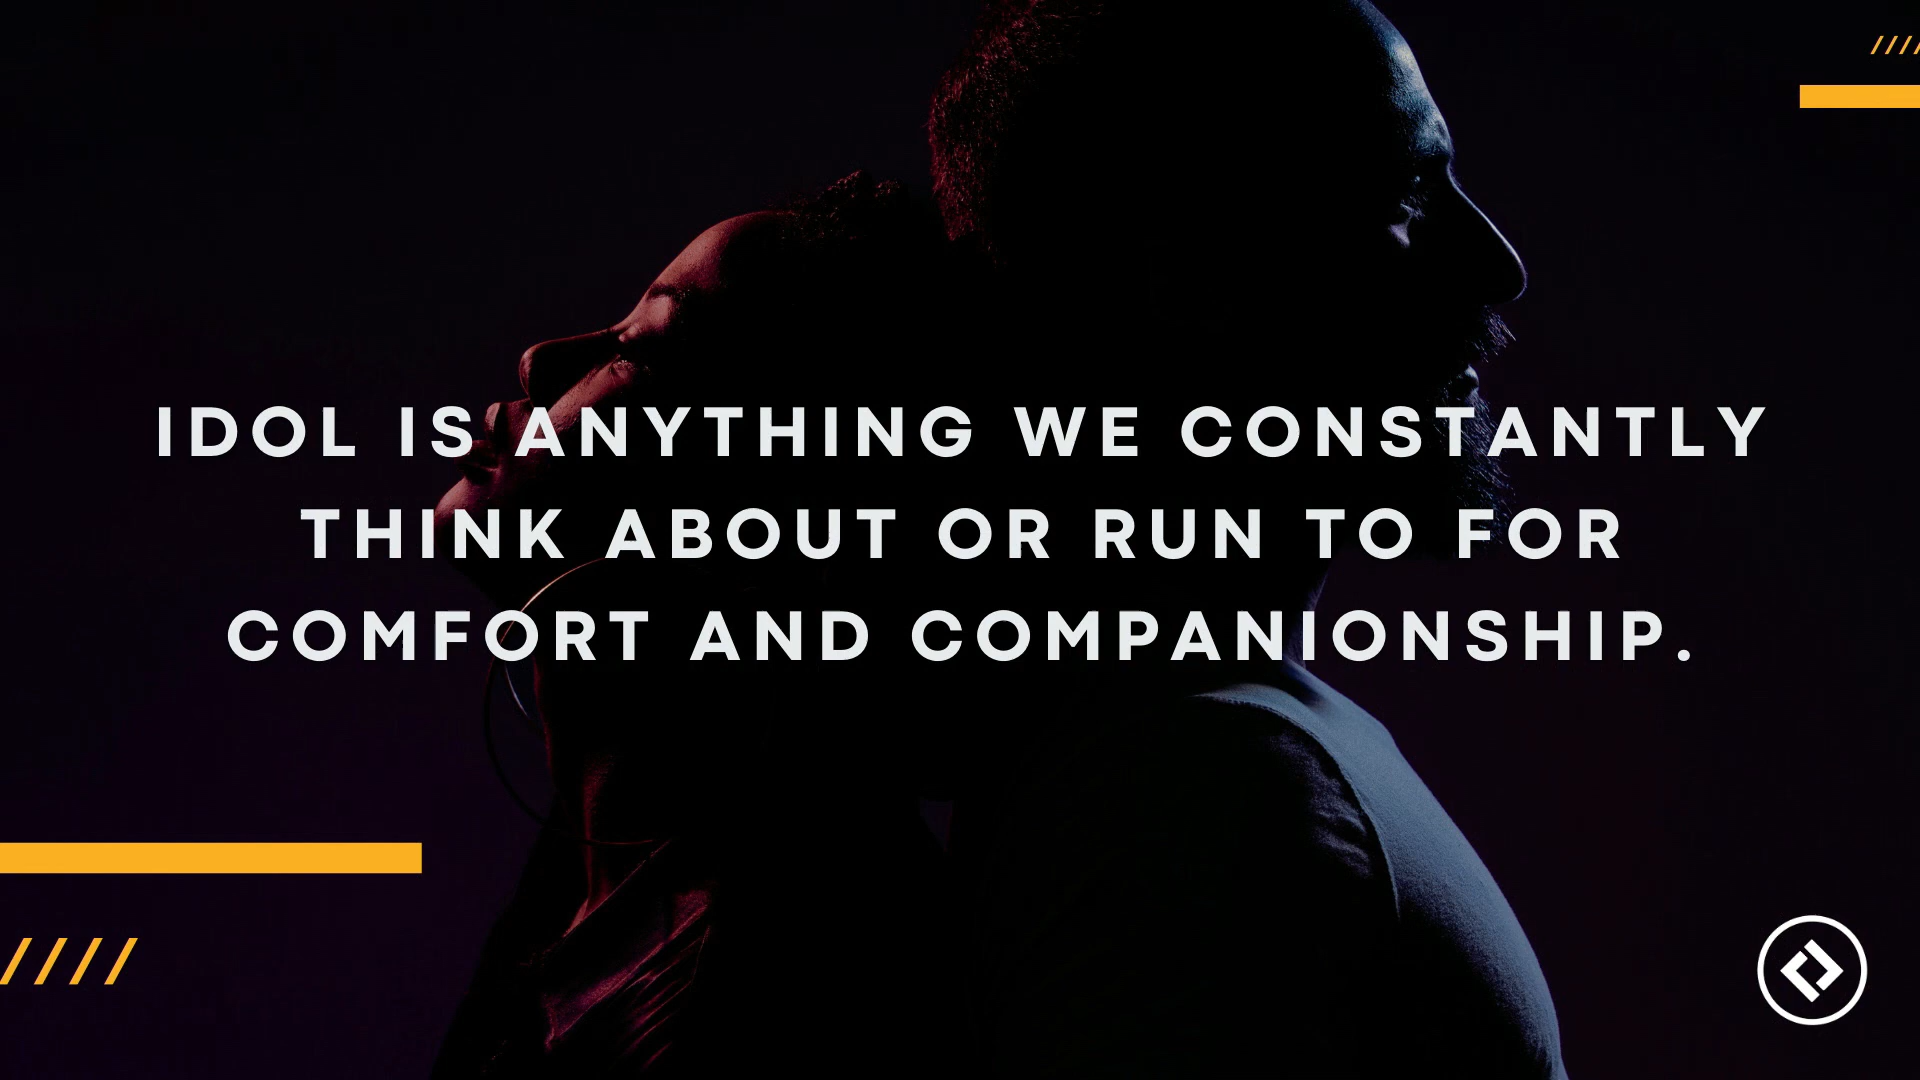 IDOL IS ANYTHING WE CONSTANTLY
THINK ABOUT OR RUN TO FOR
COMFORT AND COMPANIONSHIP.